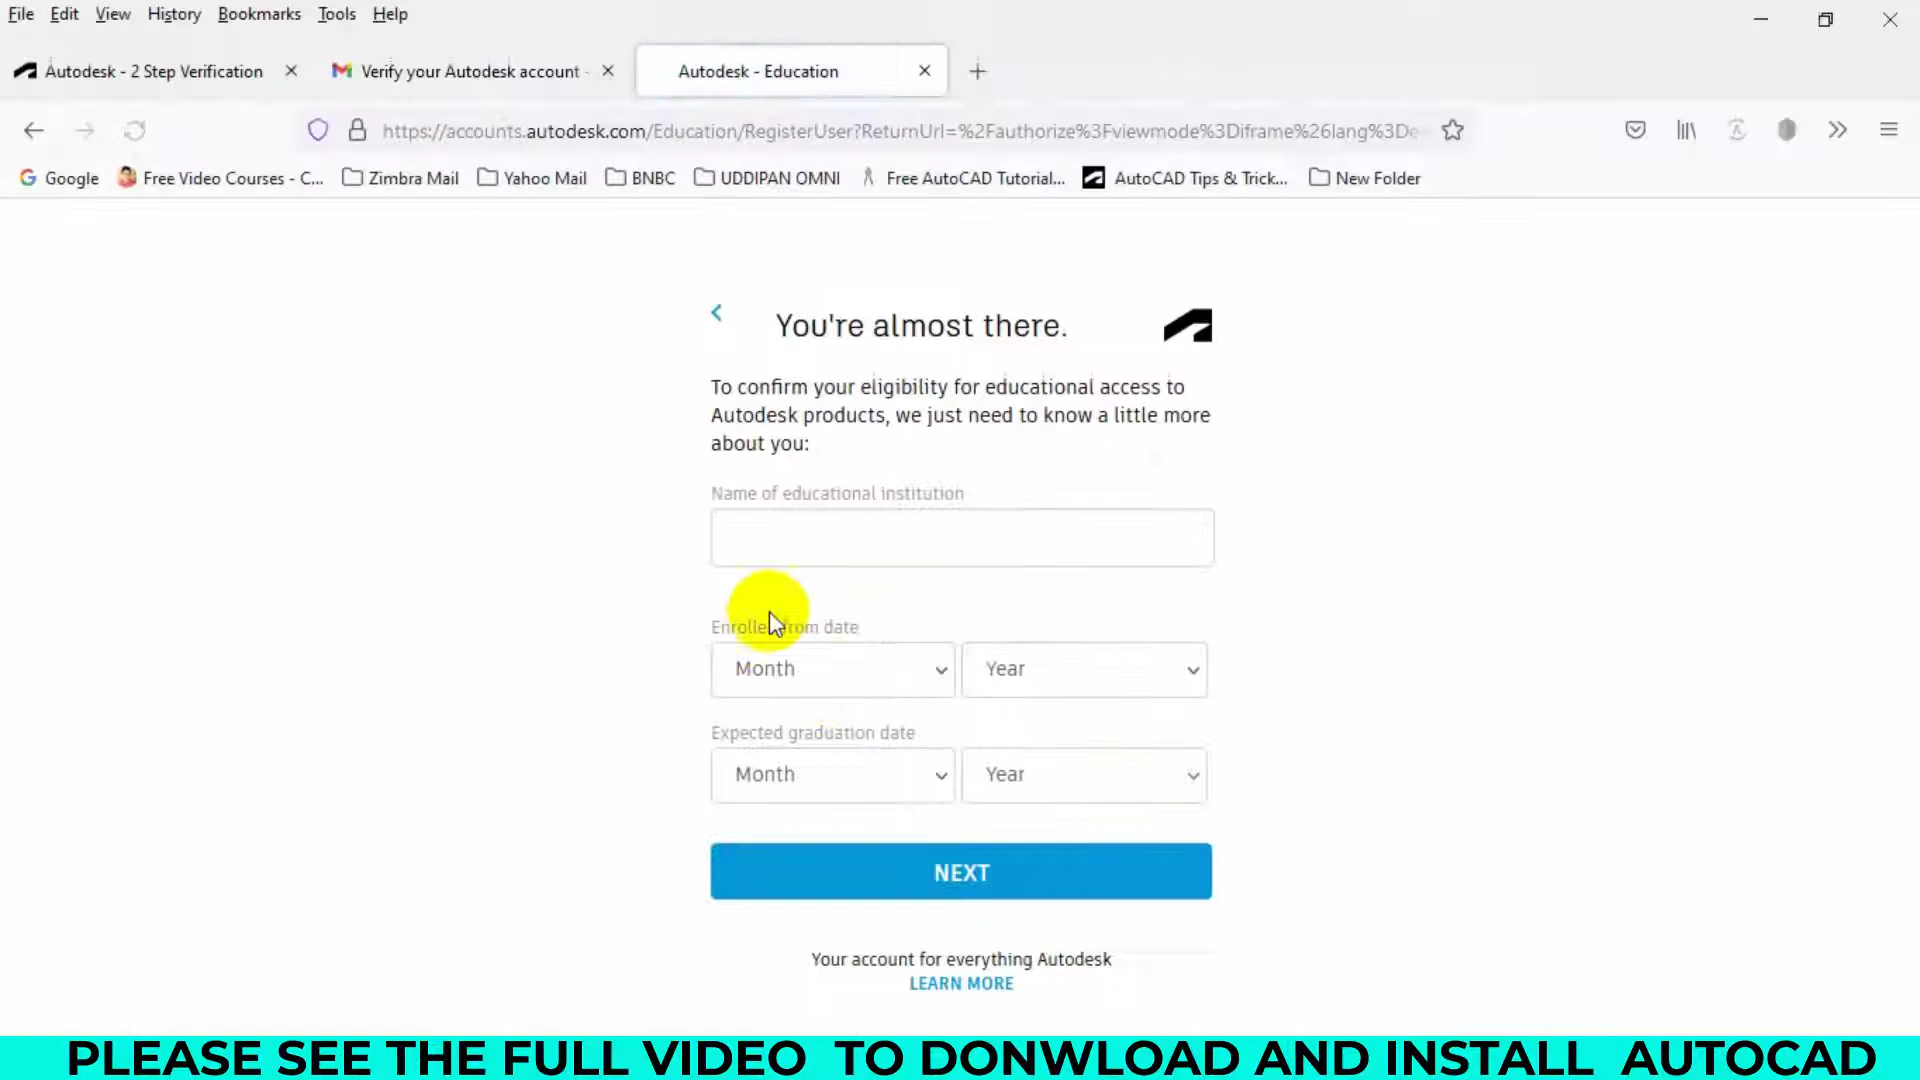 File Edit View History Bookmarks Tools Help
Autodesk - 2 Step Verification Verify your Autodesk account - Autodesk - Education
https://accounts.autodesk.com/Education/RegisterUser?ReturnUrl=%2Fauthorize%3Fviewmode%3Diframe%26lang%3De
Google Free Video Courses - C... Zimbra Mail Yahoo Mail BNBC UDDIPAN OMNI Free AutoCAD Tutorial... AutoCAD Tips & Trick... New Folder
You're almost there.
To confirm your eligibility for educational access to
Autodesk products, we just need to know a little more
about you:
Name of educational institution
Enrolled from date
Month Year
Expected graduation date
Month Year
NEXT
Your account for everything Autodesk
LEARN MORE
PLEASE SEE THE FULL VIDEO TO DONWLOAD AND INSTALL AUTOCAD